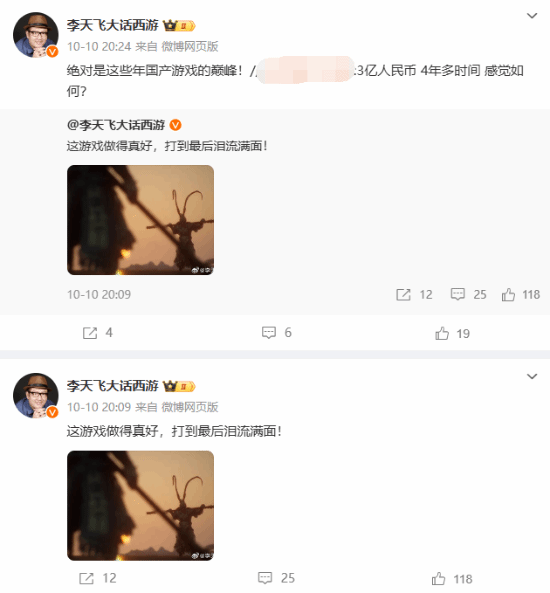 李天飞大话西游
10-10 20:24 来自 微博网页版
绝对是这些年国产游戏的巅峰！//
:3亿人民币 4年多时间 感觉如
何？
@李天飞大话西游
这游戏做得真好，打到最后泪流满面！
10-10 20:09
12
25
118
4
6
19
李天飞大话西游
10-10 20:09 来自 微博网页版
这游戏做得真好，打到最后泪流满面！
12
25
118